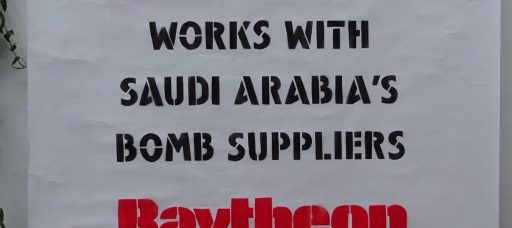 WORKS WITH
SAUDI ARABIA'S
BOMB SUPPLIERS
Raytheon